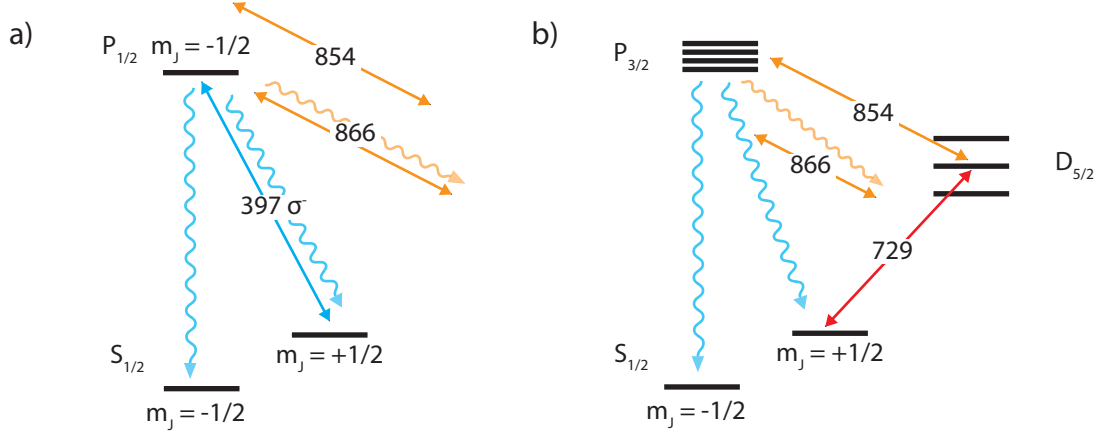 a)
P1/2 mJ = -1/2
854
866
397 σ-
S1/2
mJ = +1/2
mJ = -1/2
b)
P3/2
854
866
D5/2
729
S1/2
mJ = +1/2
mJ = -1/2